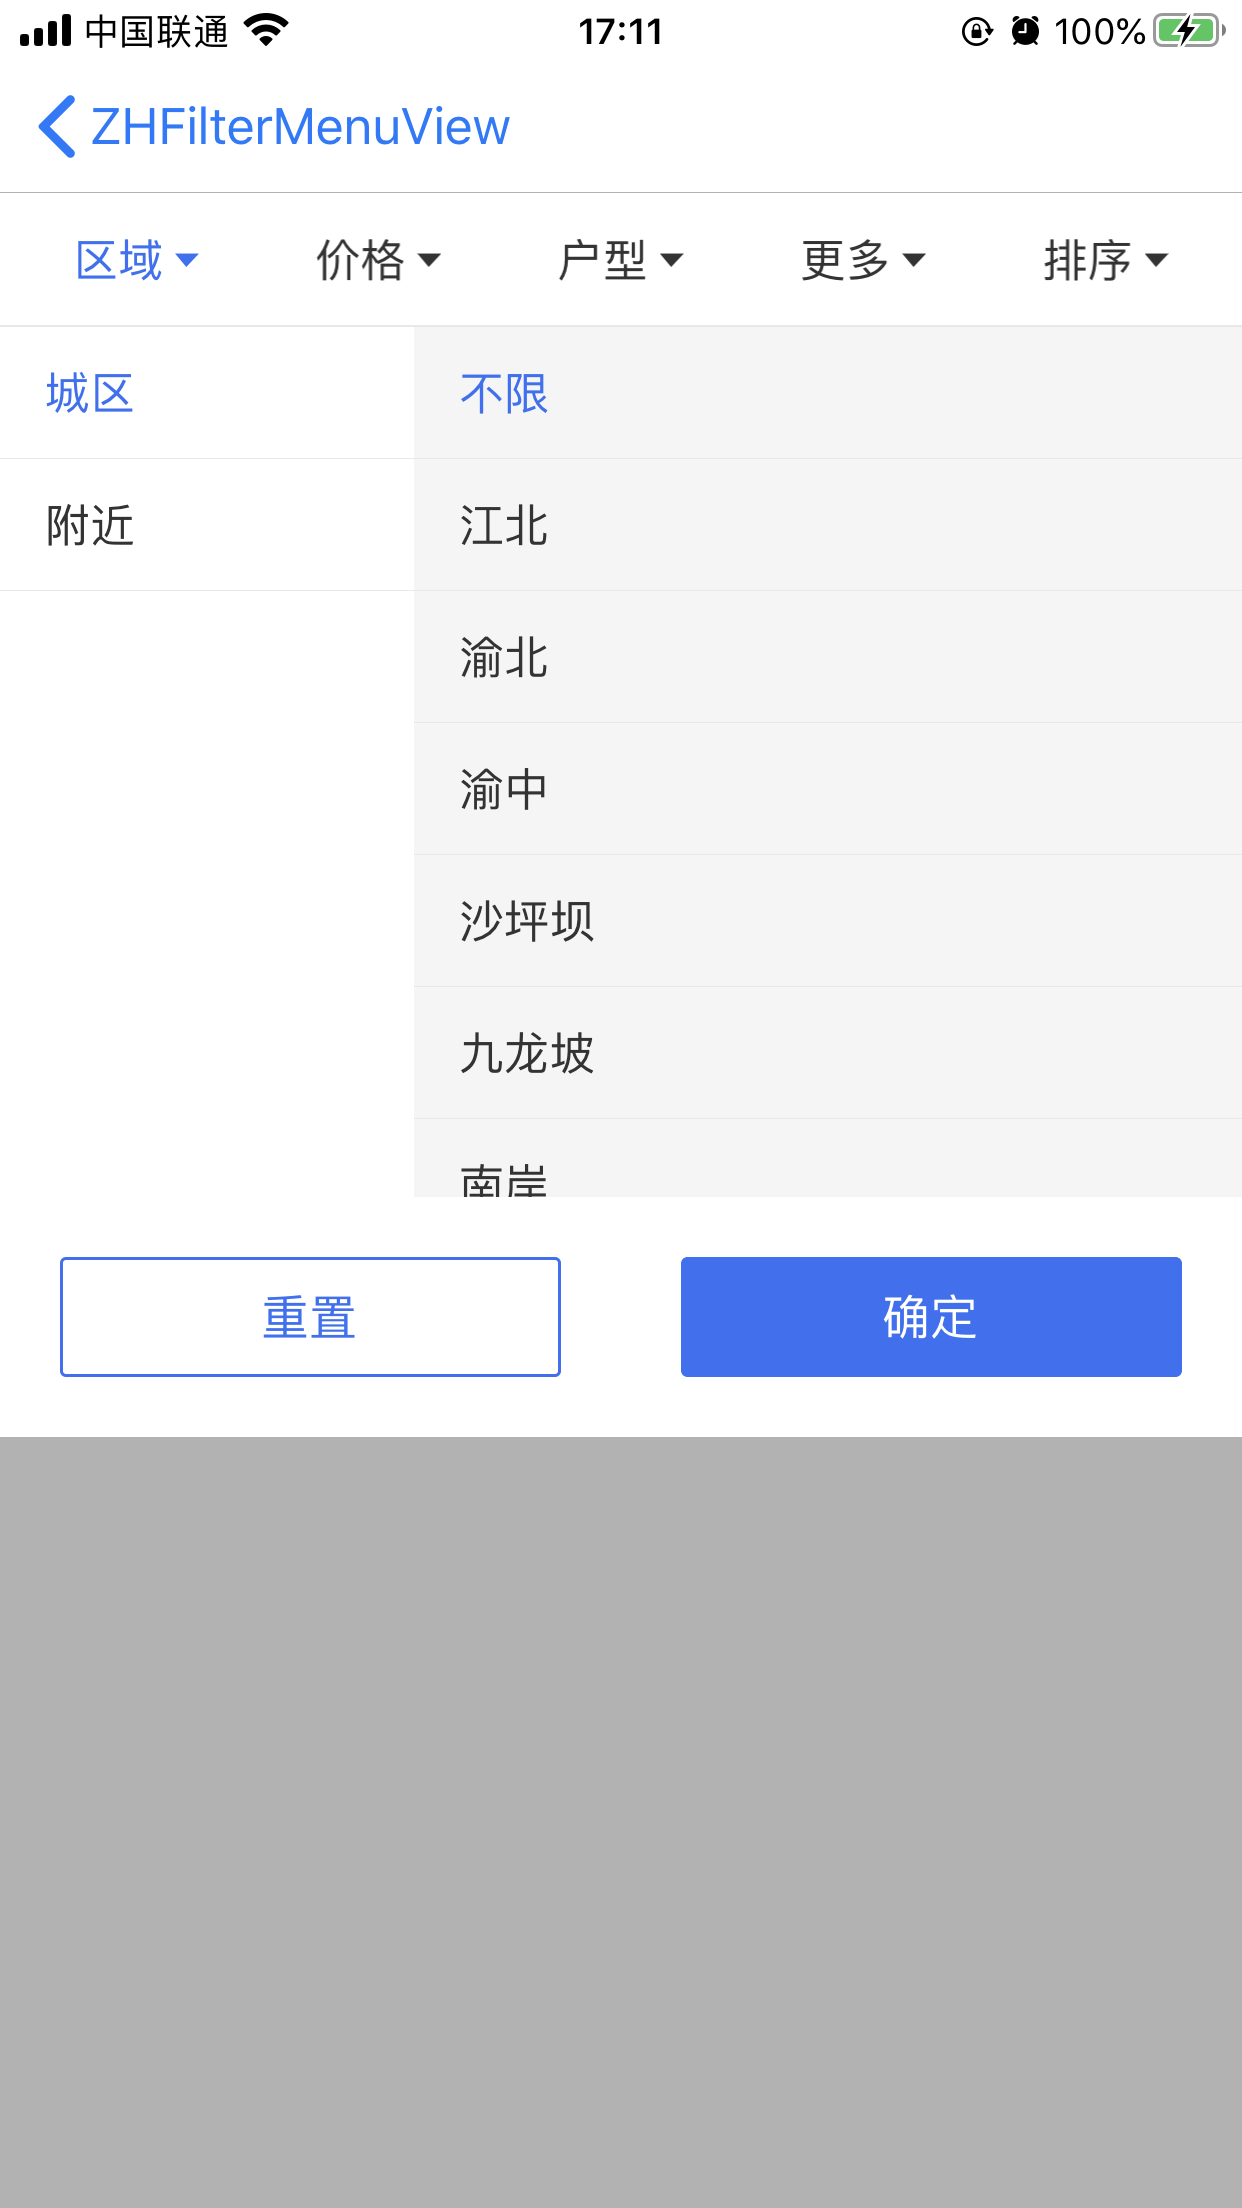 中国联通 17:11 100%
ZHFilterMenuView
区域 价格 户型 更多 排序
城区 不限
附近 江北
渝北
渝中
沙坪坝
九龙坡
南岸
重置 确定